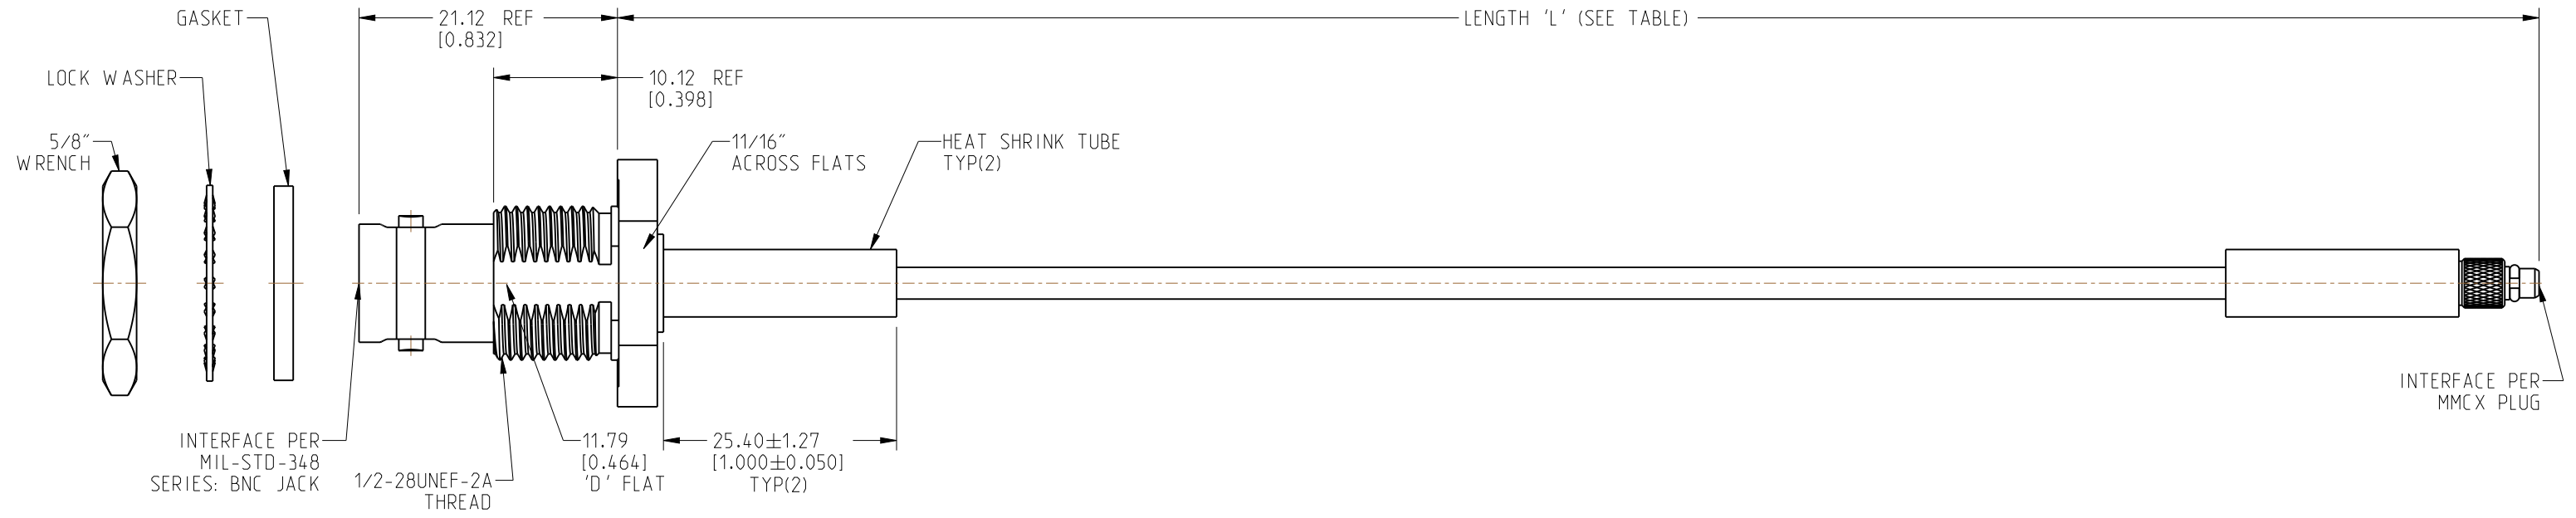 GASKET
21.12 REF
[0.832]
LENGTH 'L' (SEE TABLE)
LOCK WASHER
10.12 REF
[0.398]
5/8"
WRENCH
11/16"
ACROSS FLATS
HEAT SHRINK TUBE
TYP(2)
INTERFACE PER
MMCX PLUG
INTERFACE PER
MIL-STD-348
SERIES: BNC JACK
1/2-28UNEF-2A
THREAD
11.79
[0.464]
'D' FLAT
25.40±1.27
[1.000±0.050]
TYP(2)